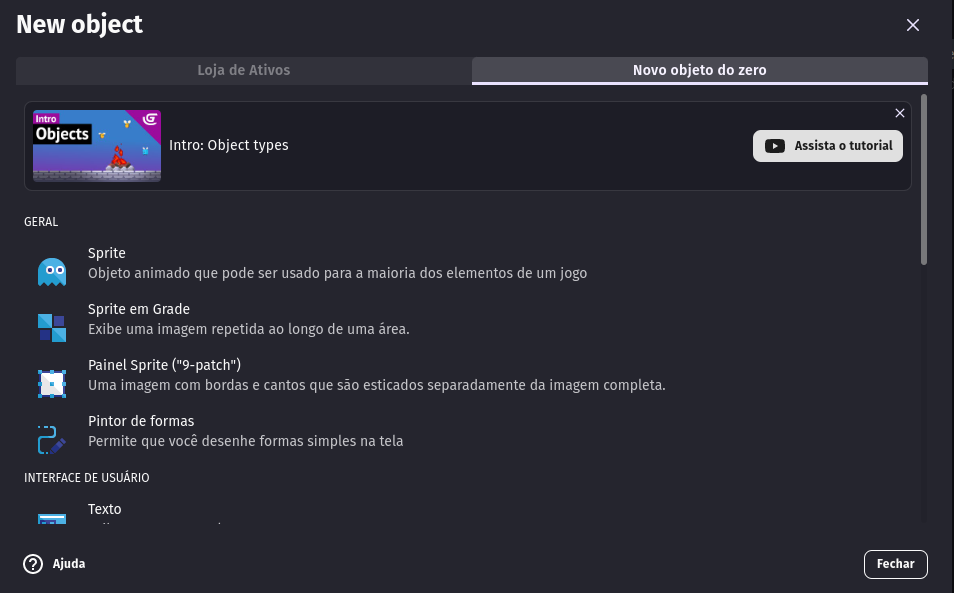 New object
Loja de Ativos
Novo objeto do zero
Intro
Objects
Intro: Object types
Assista o tutorial
GERAL
Sprite
Objeto animado que pode ser usado para a maioria dos elementos de um jogo
Sprite em Grade
Exibe uma imagem repetida ao longo de uma área.
Painel Sprite ("9-patch")
Uma imagem com bordas e cantos que são esticados separadamente da imagem completa.
Pintor de formas
Permite que você desenhe formas simples na tela
INTERFACE DE USUÁRIO
Texto
Ajuda
Fechar